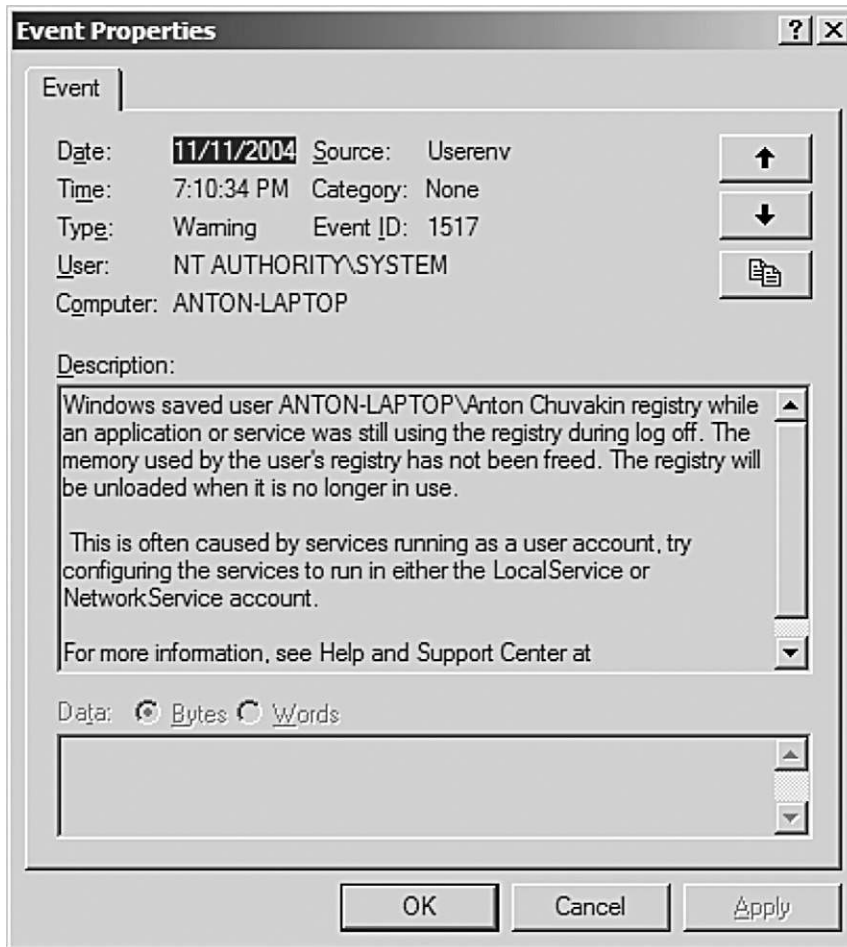 Event Properties
Event
Date: 11/11/2004 Source: Userenv
Time: 7:10:34 PM Category: None
Type: Warning Event ID: 1517
User: NT AUTHORITY\SYSTEM
Computer: ANTON-LAPTOP
Description:
Windows saved user ANTON-LAPTOP\Anton Chuvakin registry while
an application or service was still using the registry during log off. The
memory used by the user's registry has not been freed. The registry will
be unloaded when it is no longer in use.
This is often caused by services running as a user account, try
configuring the services to run in either the LocalService or
NetworkService account.
For more information, see Help and Support Center at
Data: Bytes Words
OK Cancel Apply